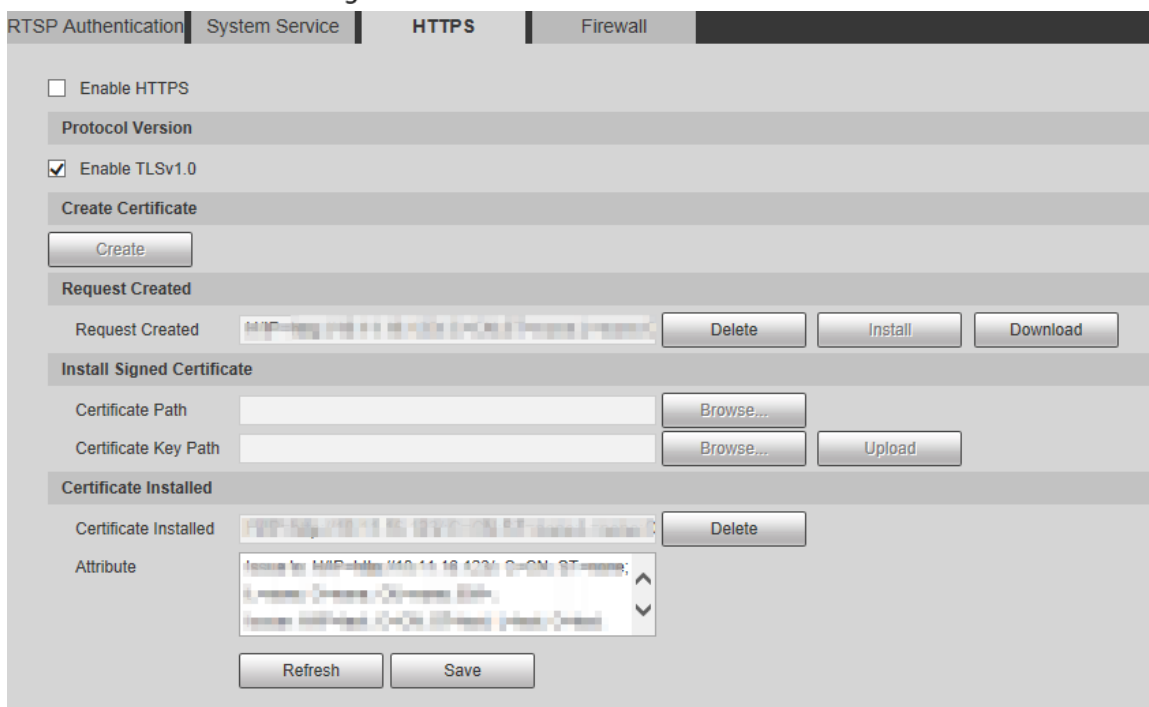 RTSP Authentication System Service HTTPS Firewall
Enable HTTPS
Protocol Version
Enable TLSv1.0
Create Certificate
Create
Request Created
Request Created Delete Install Download
Install Signed Certificate
Certificate Path Browse...
Certificate Key Path Browse... Upload
Certificate Installed
Certificate Installed Delete
Attribute
Refresh Save